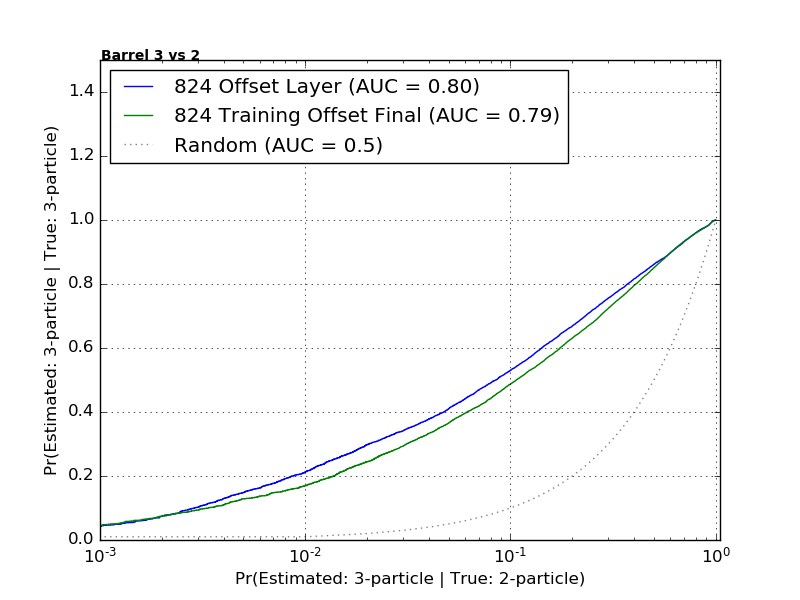 Barrel 3 vs 2
824 Offset Layer (AUC = 0.80)
824 Training Offset Final (AUC = 0.79)
Random (AUC = 0.5)
Pr(Estimated: 3-particle | True: 3-particle)
1.4
1.2
1.0
0.8
0.6
0.4
0.2
0.0
10⁻³ 10⁻² 10⁻¹ 10⁰
Pr(Estimated: 3-particle | True: 2-particle)